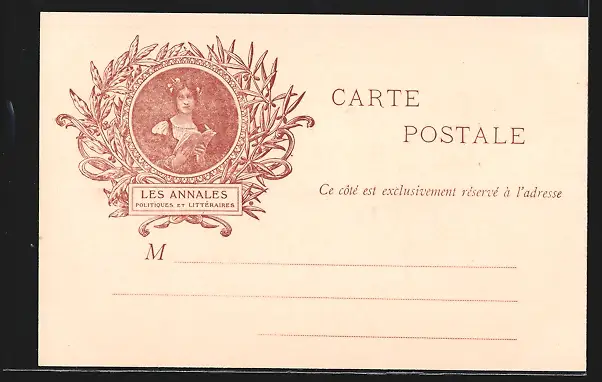 LES ANNALES
POLITIQUES ET LITTÉRAIRES
CARTE
POSTALE
Ce côté est exclusivement réservé à l'adresse
M